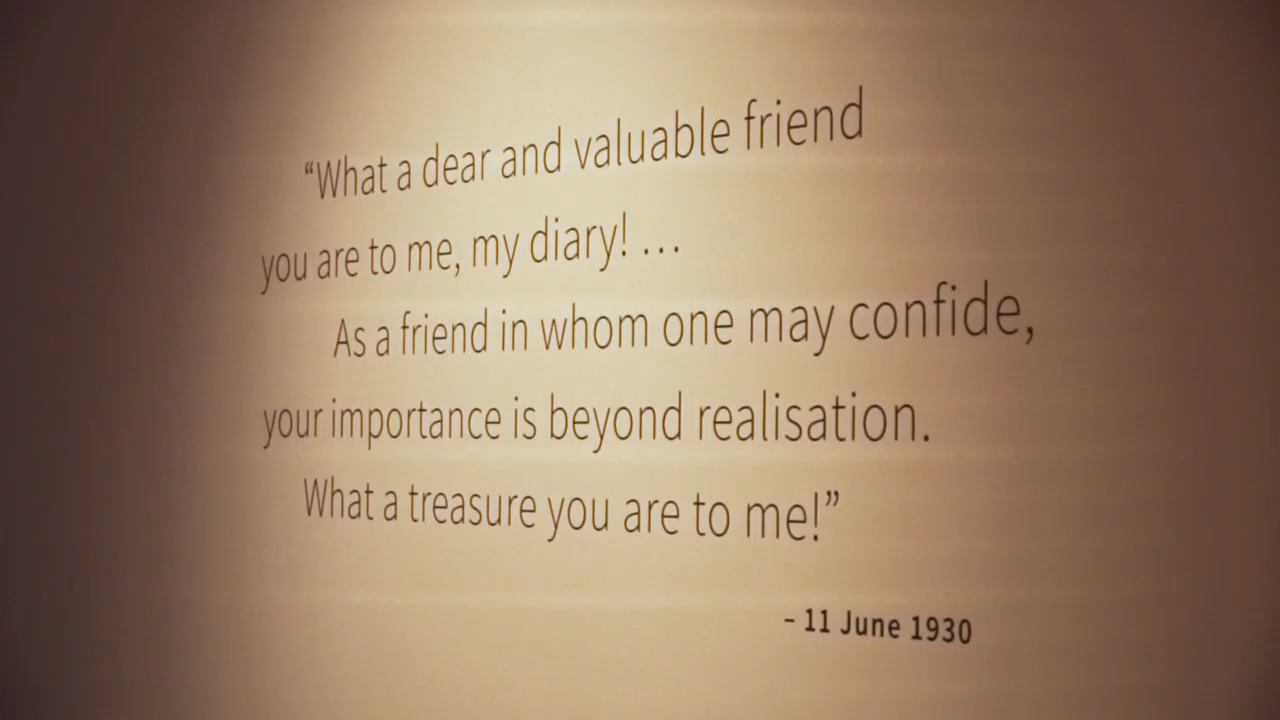 “What a dear and valuable friend
you are to me, my diary! ...
As a friend in whom one may confide,
your importance is beyond realisation.
What a treasure you are to me!”
- 11 June 1930